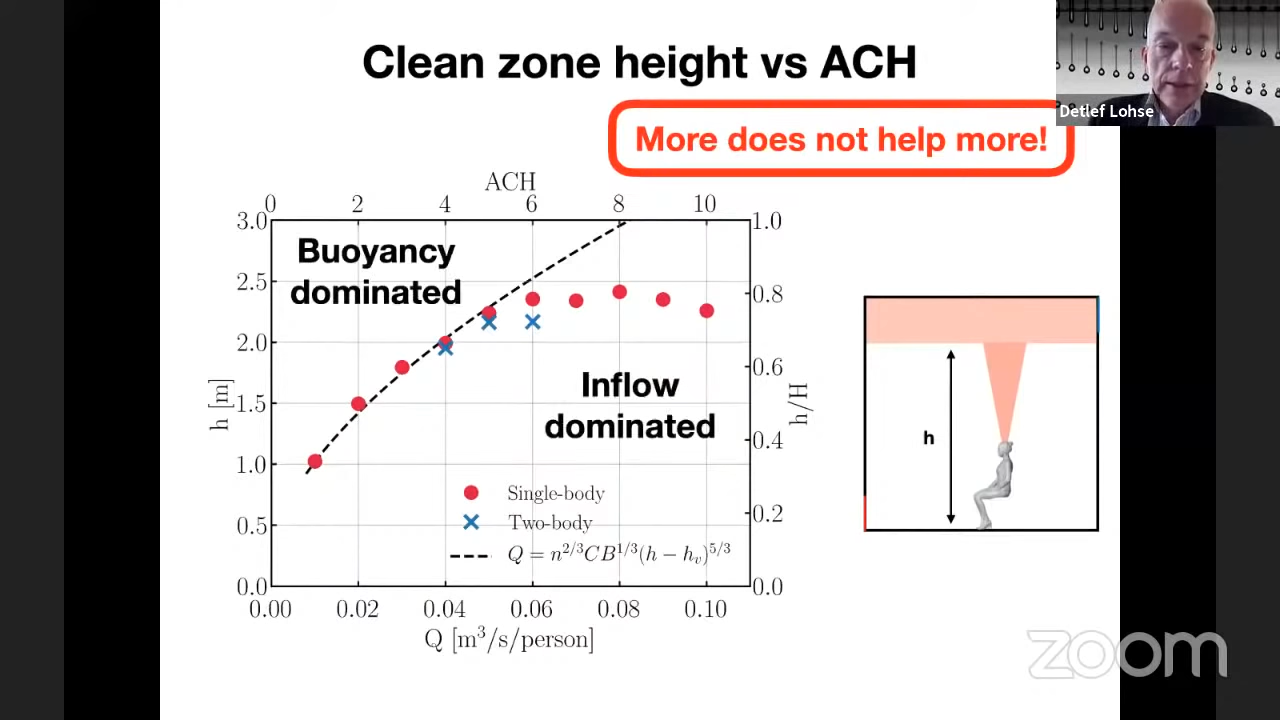 Clean zone height vs ACH
Detlef Lohse
More does not help more!
ACH
0 2 4 6 8 10
3.0
2.5
2.0
1.5
1.0
0.5
0.0
h [m]
1.0
0.8
0.6
0.4
0.2
0.0
h/H
Buoyancy
dominated
Inflow
dominated
Single-body
Two-body
Q = n^{2/3}CB^{1/3}(h − h_v)^{5/3}
0.00 0.02 0.04 0.06 0.08 0.10
Q [m³/s/person]
h
zoom